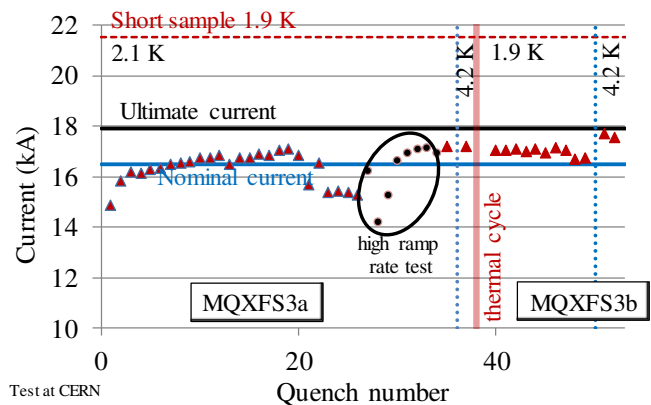 Short sample 1.9 K
2.1 K
4.2 K
1.9 K
4.2 K
Ultimate current
Nominal current
high ramp
rate test
thermal cycle
MQXFS3a
MQXFS3b
22
20
18
16
14
12
10
Current (kA)
0
20
40
Quench number
Test at CERN